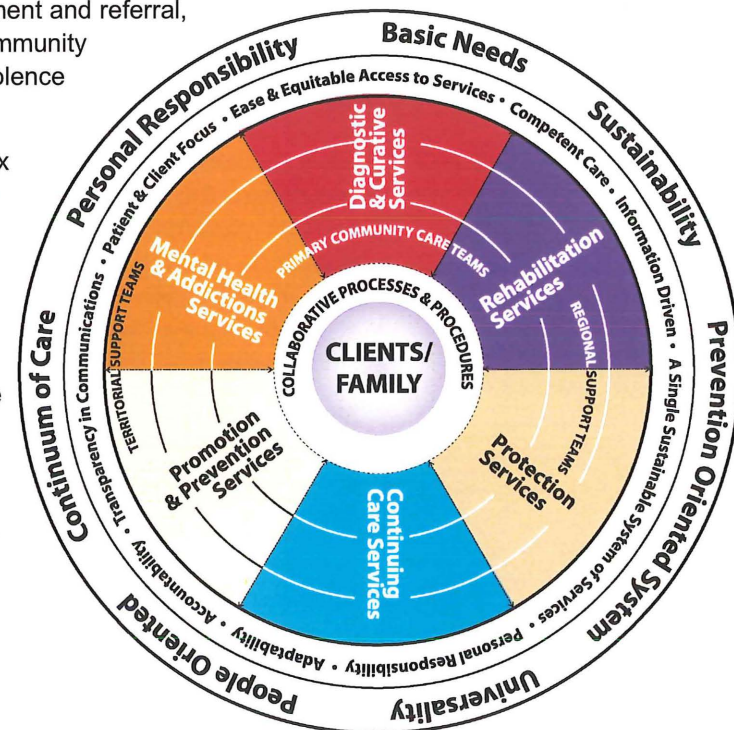 ment and referral,
mmunity
olence
x
Personal Responsibility
Basic Needs
Sustainability
Prevention Oriented System
Universality
People Oriented
Continuum of Care
Patient & Client Focus • Ease & Equitable Access to Services • Competent Care • Information Driven • A Single Sustainable System of Services • Personal Responsibility • Adaptability • Accountability • Transparency in Communications •
Diagnostic
& Curative
Services
Rehabilitation
Services
Protection
Services
Continuing
Care Services
Promotion
& Prevention
Services
Mental Health
& Addictions
Services
PRIMARY COMMUNITY CARE TEAMS
REGIONAL SUPPORT TEAMS
TERRITORIAL SUPPORT TEAMS
COLLABORATIVE PROCESSES & PROCEDURES
CLIENTS/
FAMILY